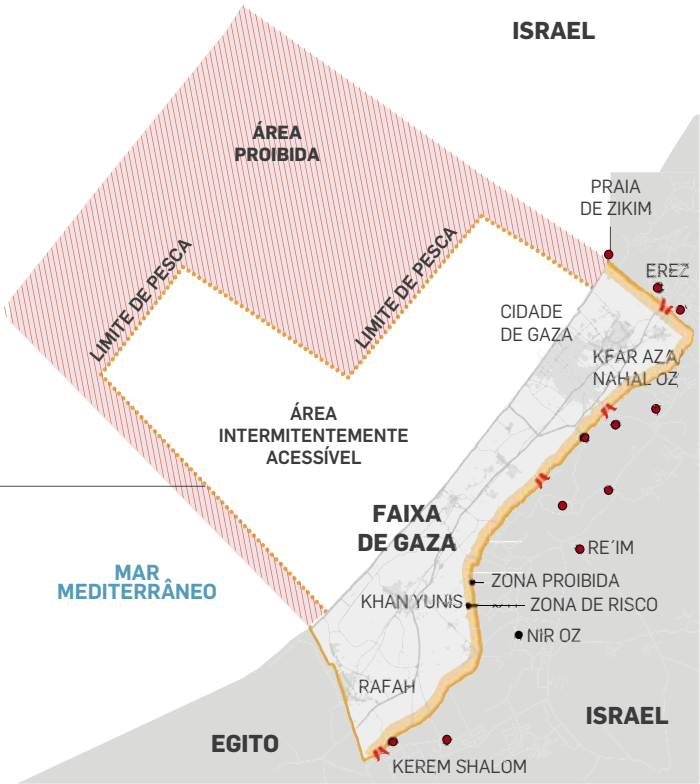 ISRAEL
ÁREA
PROIBIDA
PRAIA
DE ZIKIM
LIMITE DE PESCA
LIMITE DE PESCA
EREZ
CIDADE
DE GAZA
KFAR AZA/
NAHAL OZ
ÁREA
INTERMITENTEMENTE
ACESSÍVEL
FAIXA
DE GAZA
RE´IM
MAR
MEDITERRÂNEO
ZONA PROIBIDA
KHAN YUNIS
ZONA DE RISCO
NIR OZ
RAFAH
ISRAEL
EGITO
KEREM SHALOM